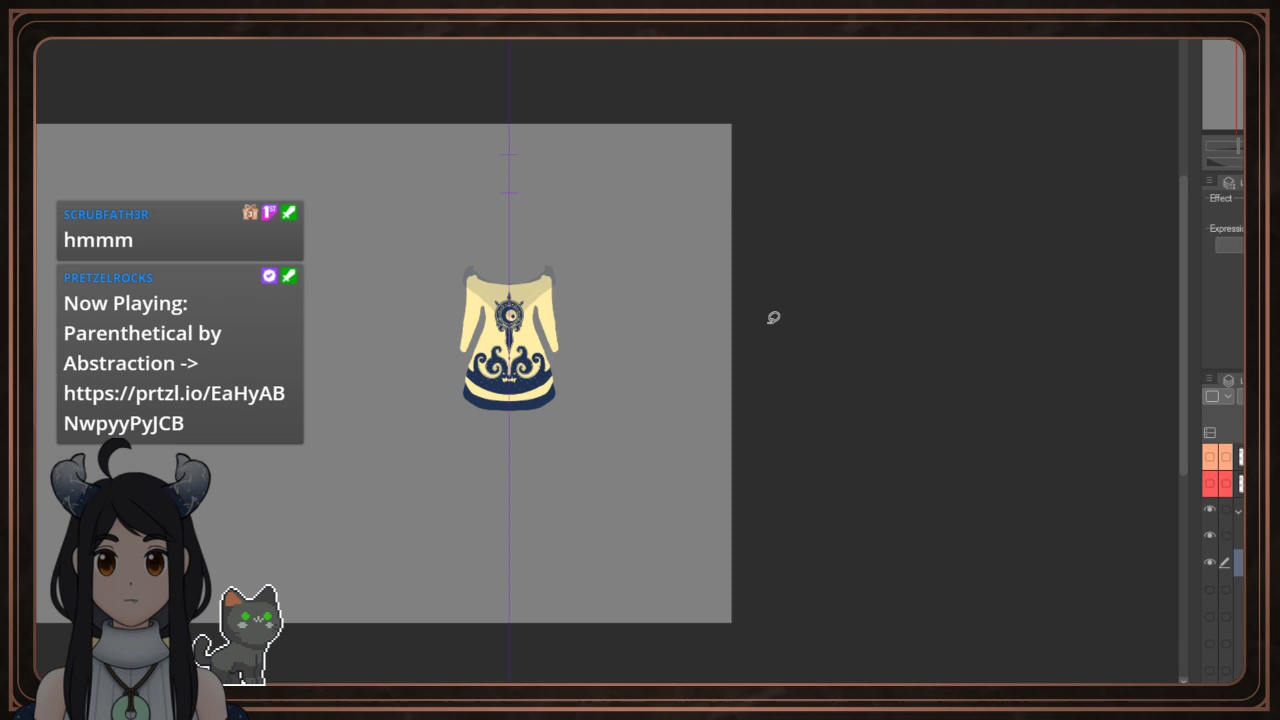 SCRUBFATH3R
hmmm
PRETZELROCKS
Now Playing:
Parenthetical by
Abstraction ->
https://prtzl.io/EaHyAB
NwpyyPyJCB
Effect